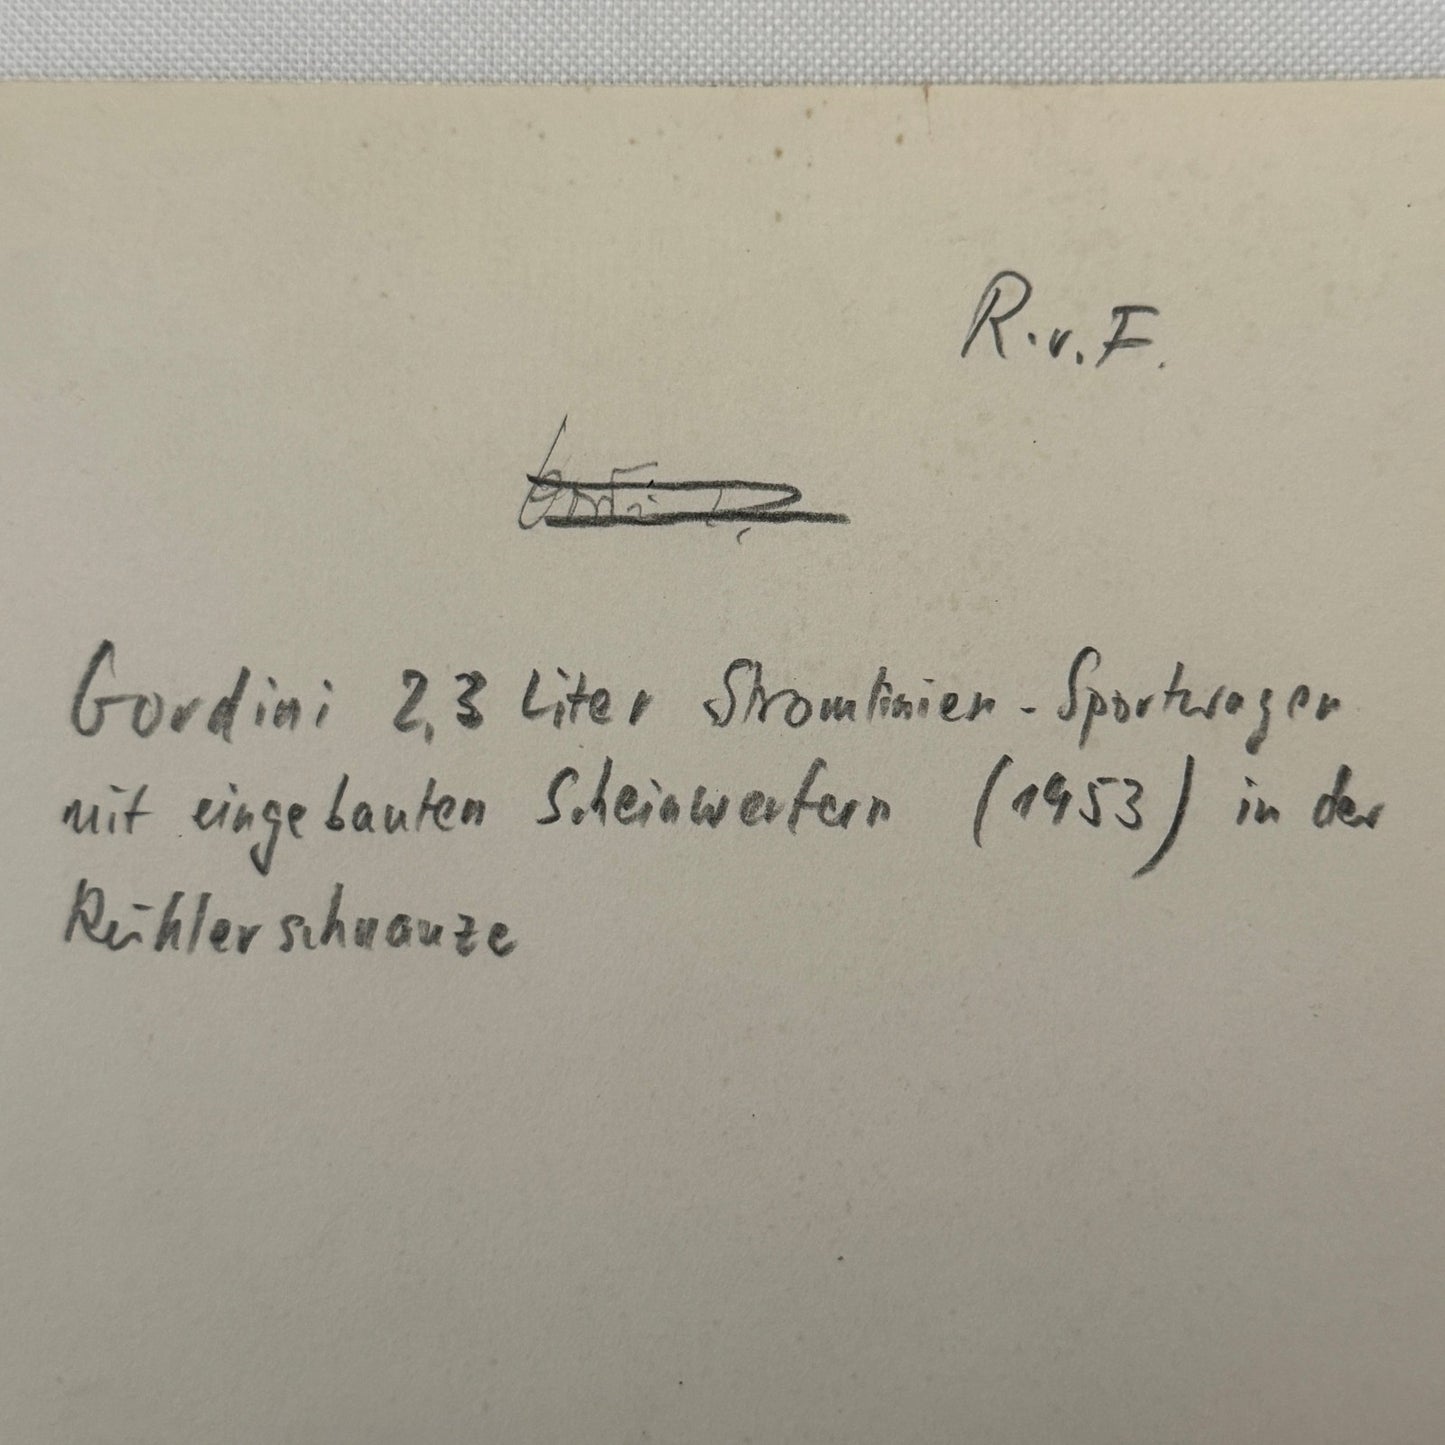 R.v.F.
Gordini 2,3 Liter Stromlinien-Sportwagen
mit eingebauten Scheinwerfern (1953) in der
Kühlerschnauze